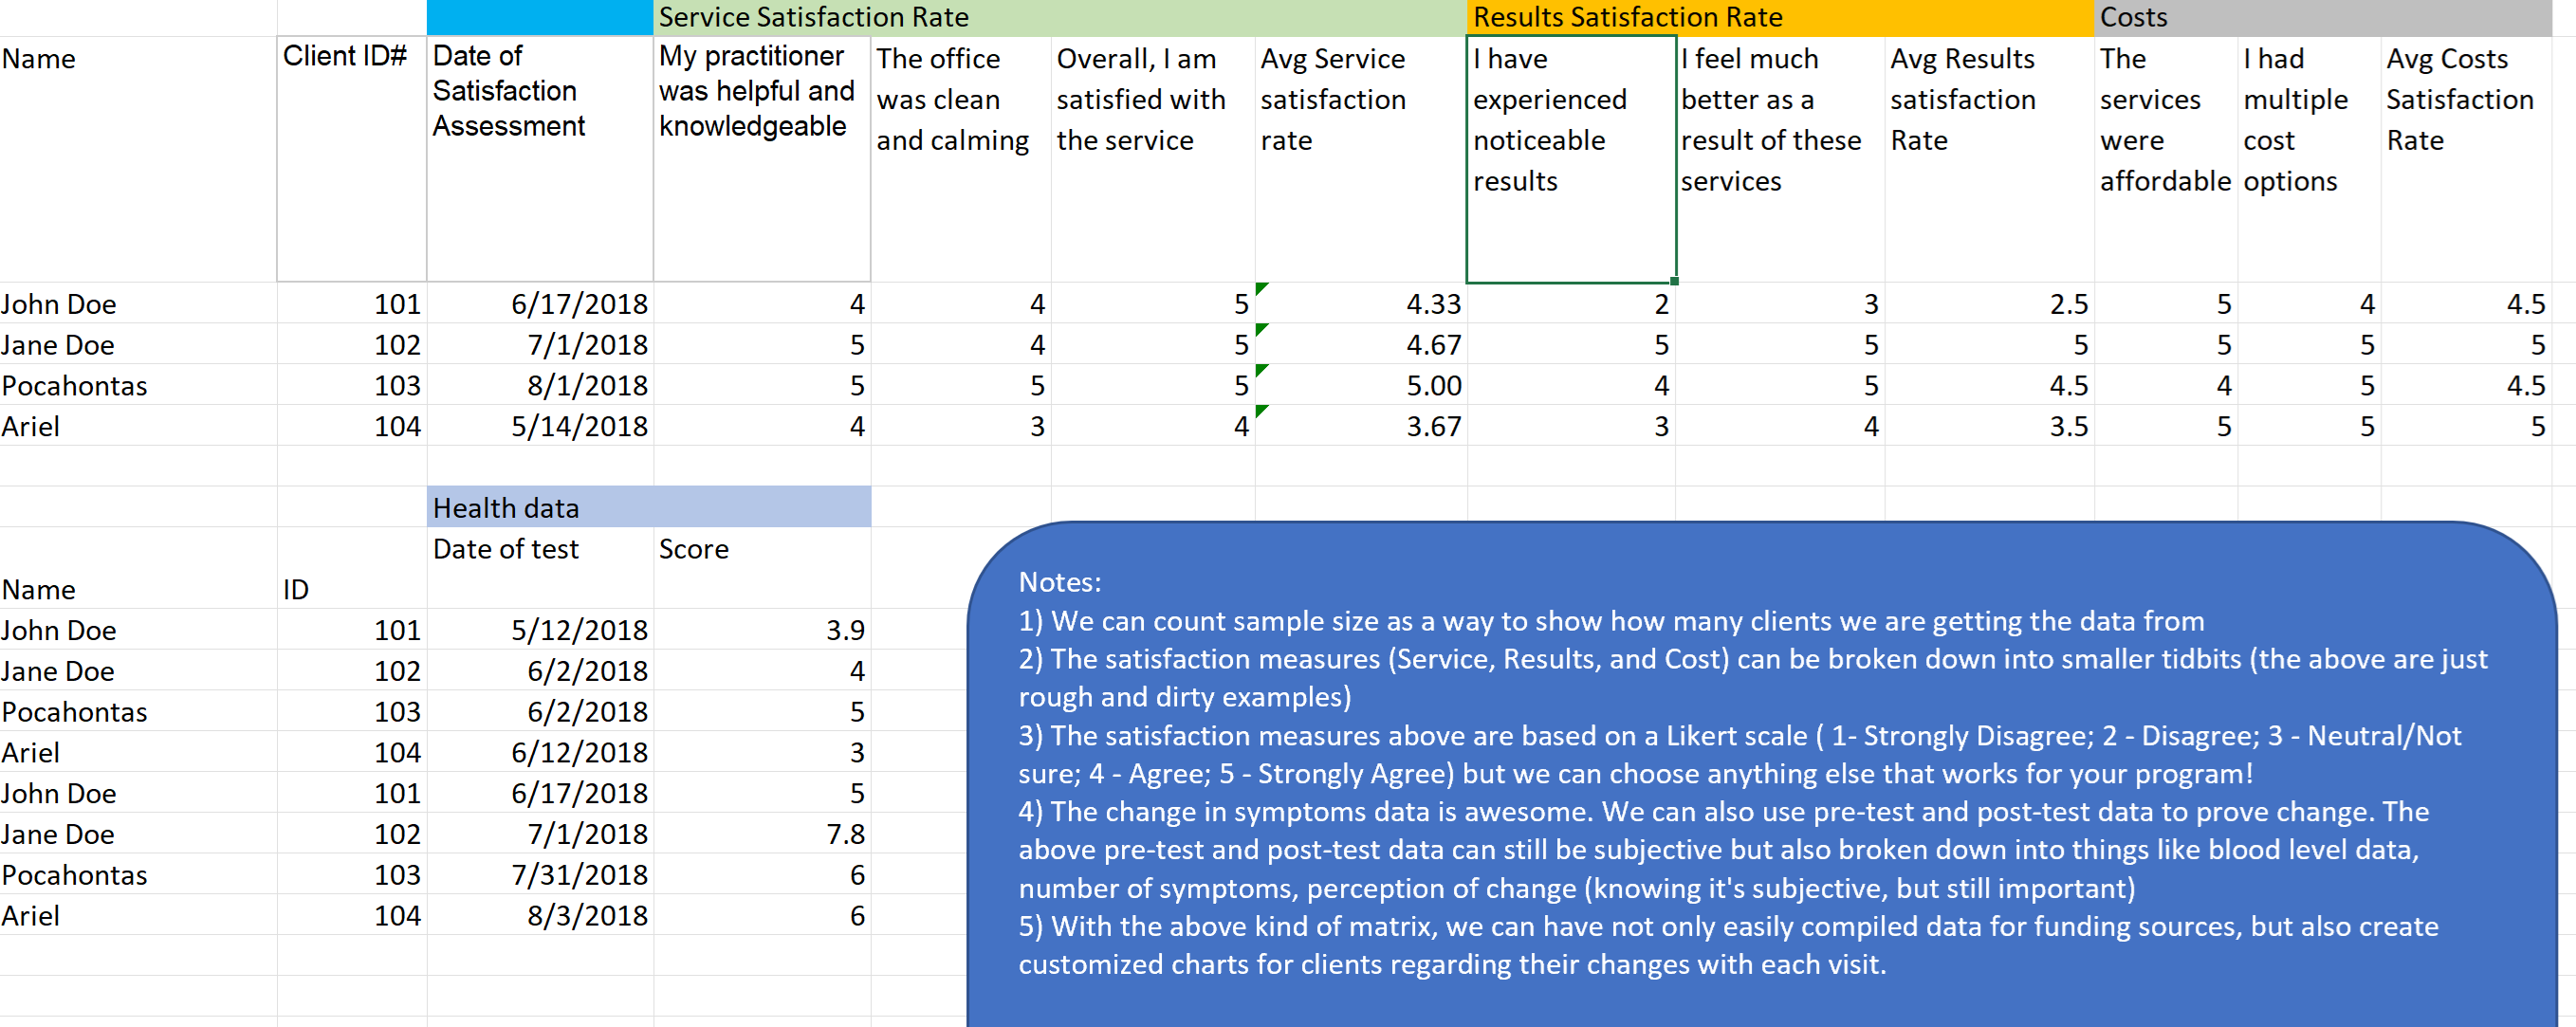 Service Satisfaction Rate Results Satisfaction Rate Costs
Name Client ID# Date of My practitioner The office Overall, I am Avg Service I have I feel much Avg Results The I had Avg Costs
Satisfaction was helpful and was clean satisfied with satisfaction experienced better as a satisfaction services multiple Satisfaction
Assessment knowledgeable and calming the service rate noticeable result of these Rate were cost Rate
results services affordable options
John Doe 101 6/17/2018 4 4 5 4.33 2 3 2.5 5 4 4.5
Jane Doe 102 7/1/2018 5 4 5 4.67 5 5 5 5 5 5
Pocahontas 103 8/1/2018 5 5 5 5.00 4 5 4.5 4 5 4.5
Ariel 104 5/14/2018 4 3 4 3.67 3 4 3.5 5 5 5
Health data
Date of test Score
Name ID
John Doe 101 5/12/2018 3.9
Jane Doe 102 6/2/2018 4
Pocahontas 103 6/2/2018 5
Ariel 104 6/12/2018 3
John Doe 101 6/17/2018 5
Jane Doe 102 7/1/2018 7.8
Pocahontas 103 7/31/2018 6
Ariel 104 8/3/2018 6
Notes:
1) We can count sample size as a way to show how many clients we are getting the data from
2) The satisfaction measures (Service, Results, and Cost) can be broken down into smaller tidbits (the above are just
rough and dirty examples)
3) The satisfaction measures above are based on a Likert scale ( 1- Strongly Disagree; 2 - Disagree; 3 - Neutral/Not
sure; 4 - Agree; 5 - Strongly Agree) but we can choose anything else that works for your program!
4) The change in symptoms data is awesome. We can also use pre-test and post-test data to prove change. The
above pre-test and post-test data can still be subjective but also broken down into things like blood level data,
number of symptoms, perception of change (knowing it's subjective, but still important)
5) With the above kind of matrix, we can have not only easily compiled data for funding sources, but also create
customized charts for clients regarding their changes with each visit.